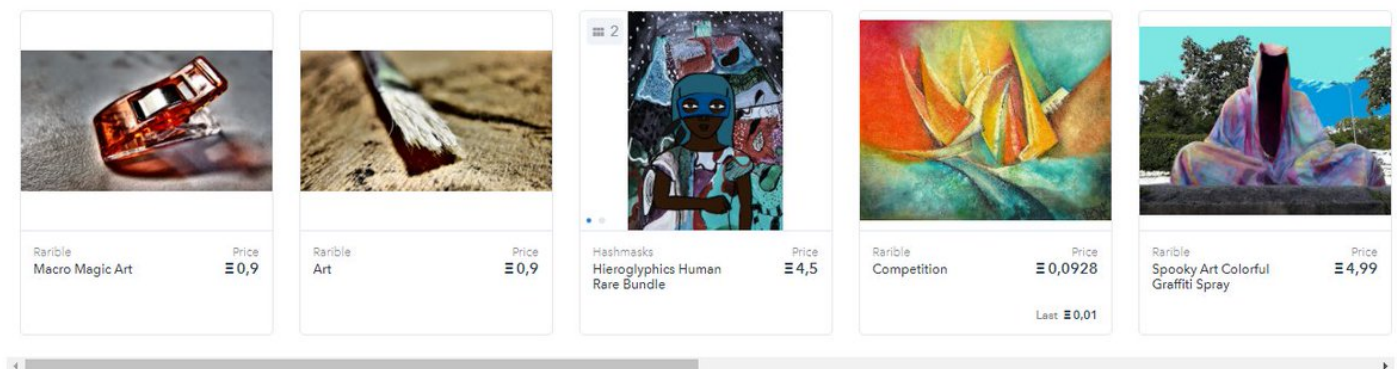 Rarible Price
Macro Magic Art Ξ 0,9
Rarible Price
Art Ξ 0,9
2
Hashmasks Price
Hieroglyphics Human Ξ 4,5
Rare Bundle
Rarible Price
Competition Ξ 0,0928
Last Ξ 0,01
Rarible Price
Spooky Art Colorful Ξ 4,99
Graffiti Spray